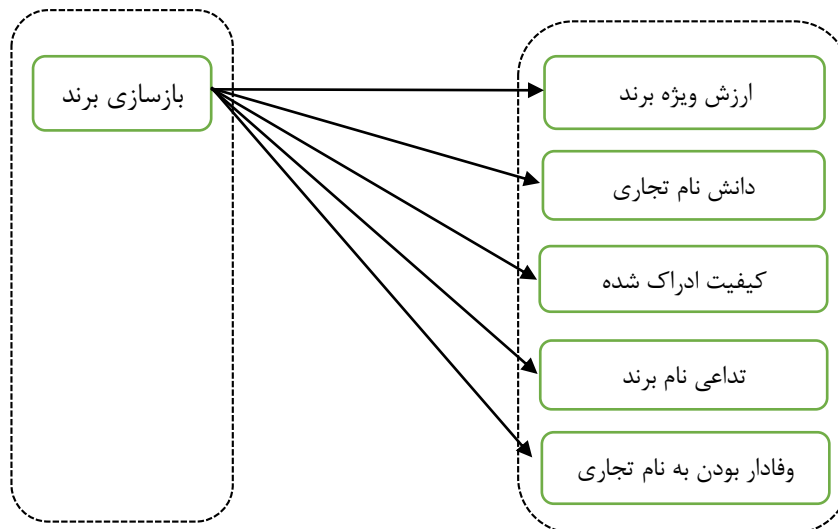 بازسازی برند
ارزش ویژه برند
دانش نام تجاری
کیفیت ادراک شده
تداعی نام برند
وفادار بودن به نام تجاری